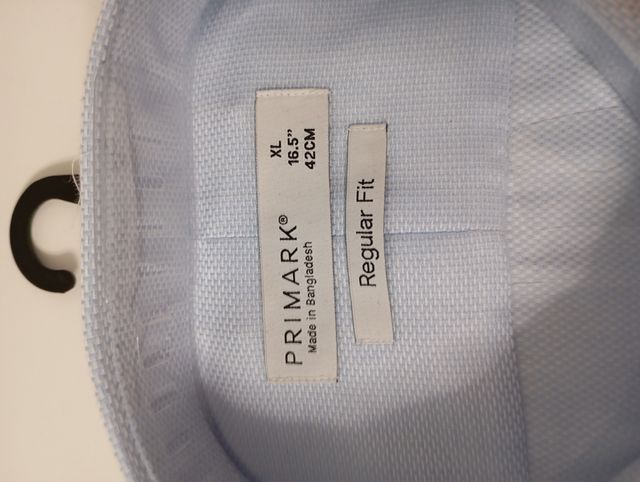 PRIMARK®
Made in Bangladesh
XL
16.5”
42CM
Regular Fit